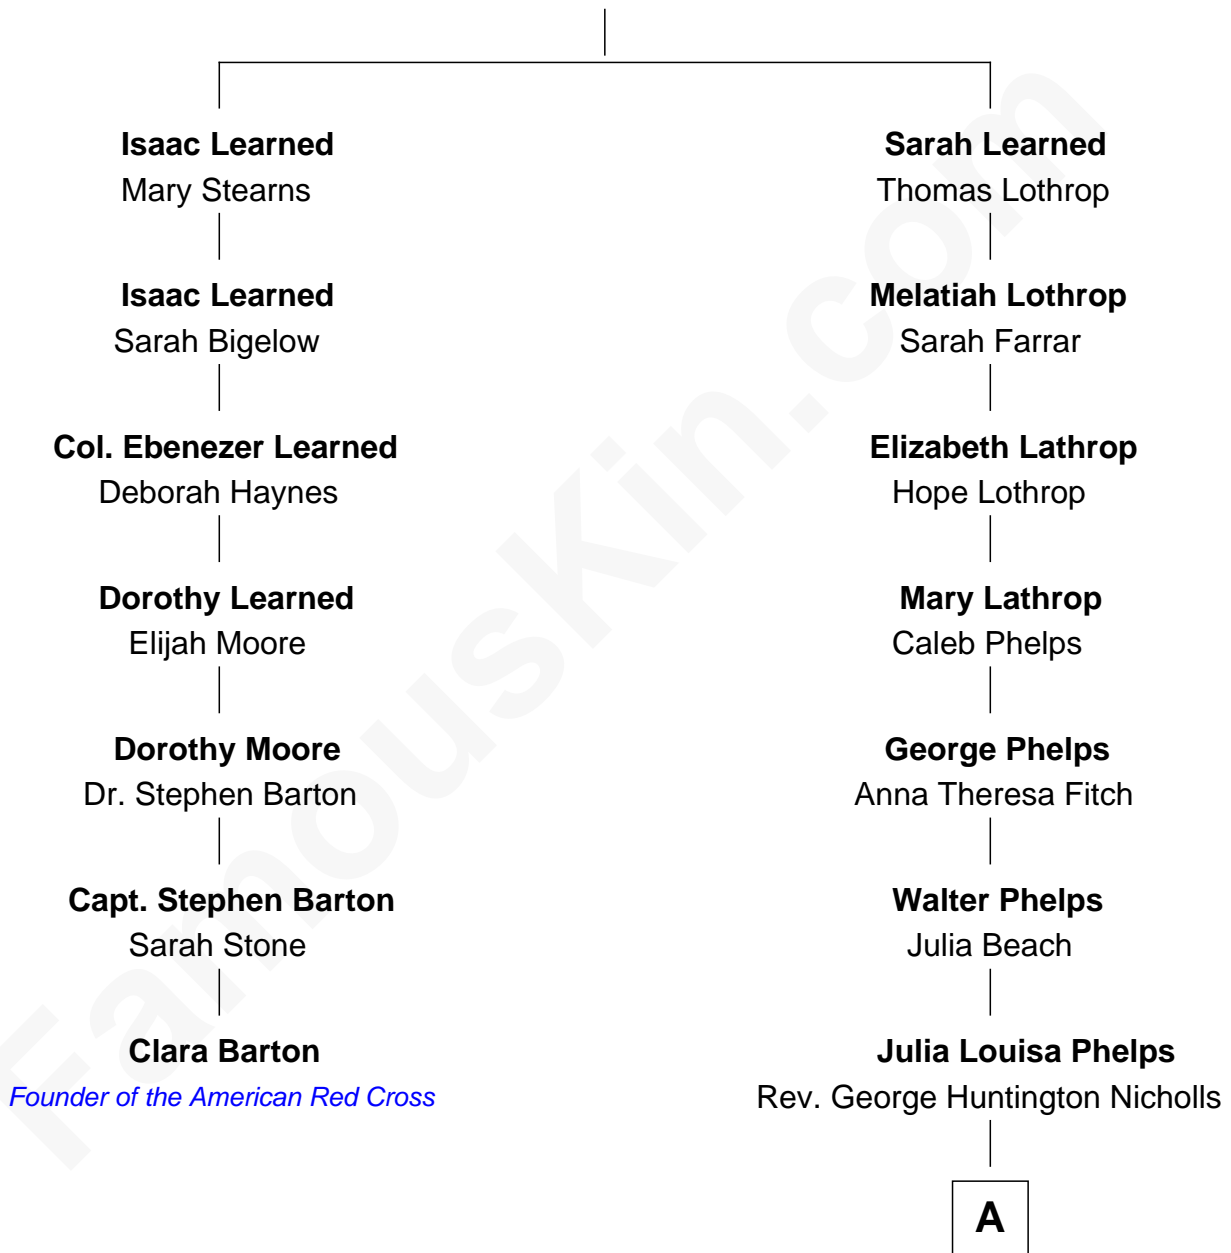 Isaac Learned
Mary Stearns
Isaac Learned
Sarah Bigelow
Col. Ebenezer Learned
Deborah Haynes
Dorothy Learned
Elijah Moore
Dorothy Moore
Dr. Stephen Barton
Capt. Stephen Barton
Sarah Stone
Clara Barton
Founder of the American Red Cross
Sarah Learned
Thomas Lothrop
Melatiah Lothrop
Sarah Farrar
Elizabeth Lathrop
Hope Lothrop
Mary Lathrop
Caleb Phelps
George Phelps
Anna Theresa Fitch
Walter Phelps
Julia Beach
Julia Louisa Phelps
Rev. George Huntington Nicholls
A
FamousKin.com